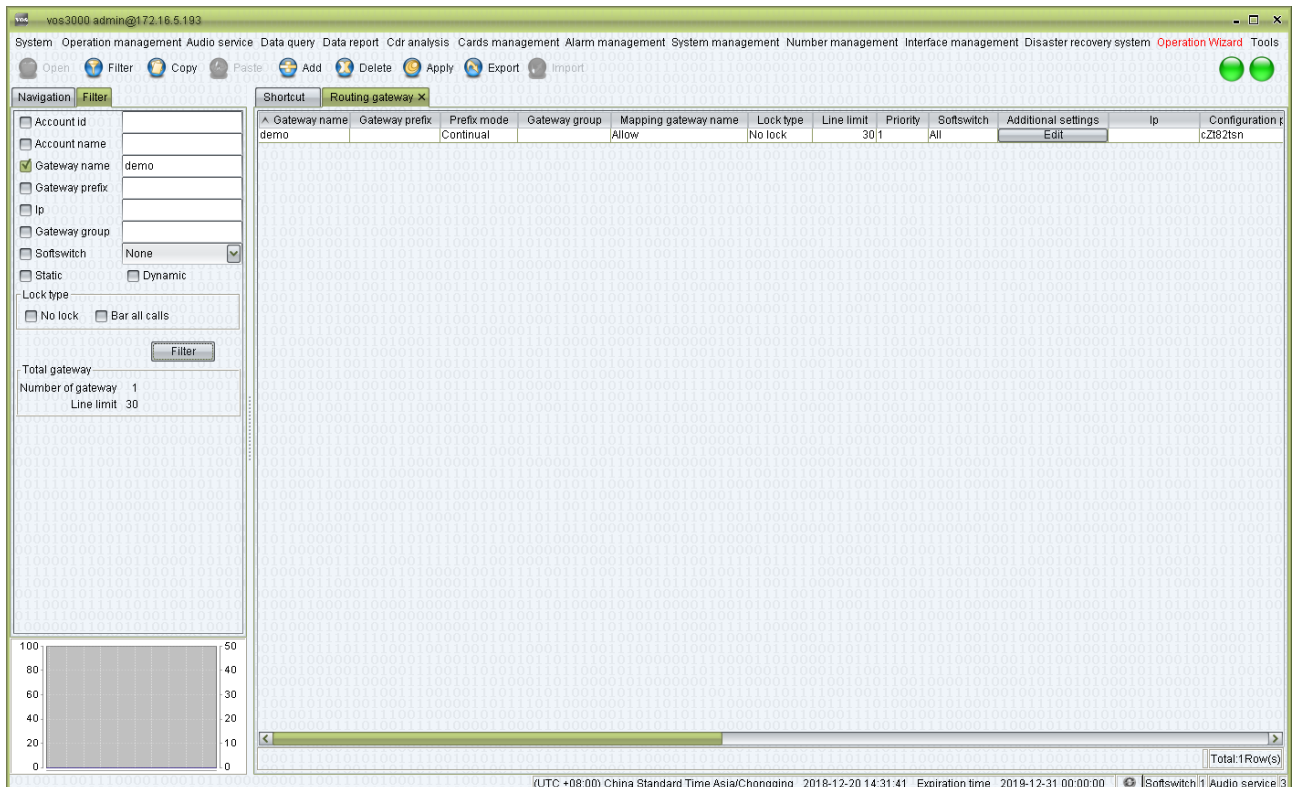 vos vos3000 admin@172.16.5.193
System Operation management Audio service Data query Data report Cdr analysis Cards management Alarm management System management Number management Interface management Disaster recovery system Operation Wizard Tools
Open Filter Copy Paste Add Delete Apply Export Import
Navigation Filter
Account id
Account name
Gateway name demo
Gateway prefix
Ip
Gateway group
Softswitch None
Static Dynamic
Lock type
No lock Bar all calls
Filter
Total gateway
Number of gateway 1
Line limit 30
100 50
80 40
60 30
40 20
20 10
0 0
Shortcut Routing gateway
Gateway name Gateway prefix Prefix mode Gateway group Mapping gateway name Lock type Line limit Priority Softswitch Additional settings Ip Configuration p
demo Continual Allow No lock 30 1 All Edit cZt82tsn
Total:1Row(s)
(UTC +08:00) China Standard Time Asia/Chongqing 2018-12-20 14:31:41 Expiration time 2019-12-31 00:00:00 Softswitch 1 Audio service 3